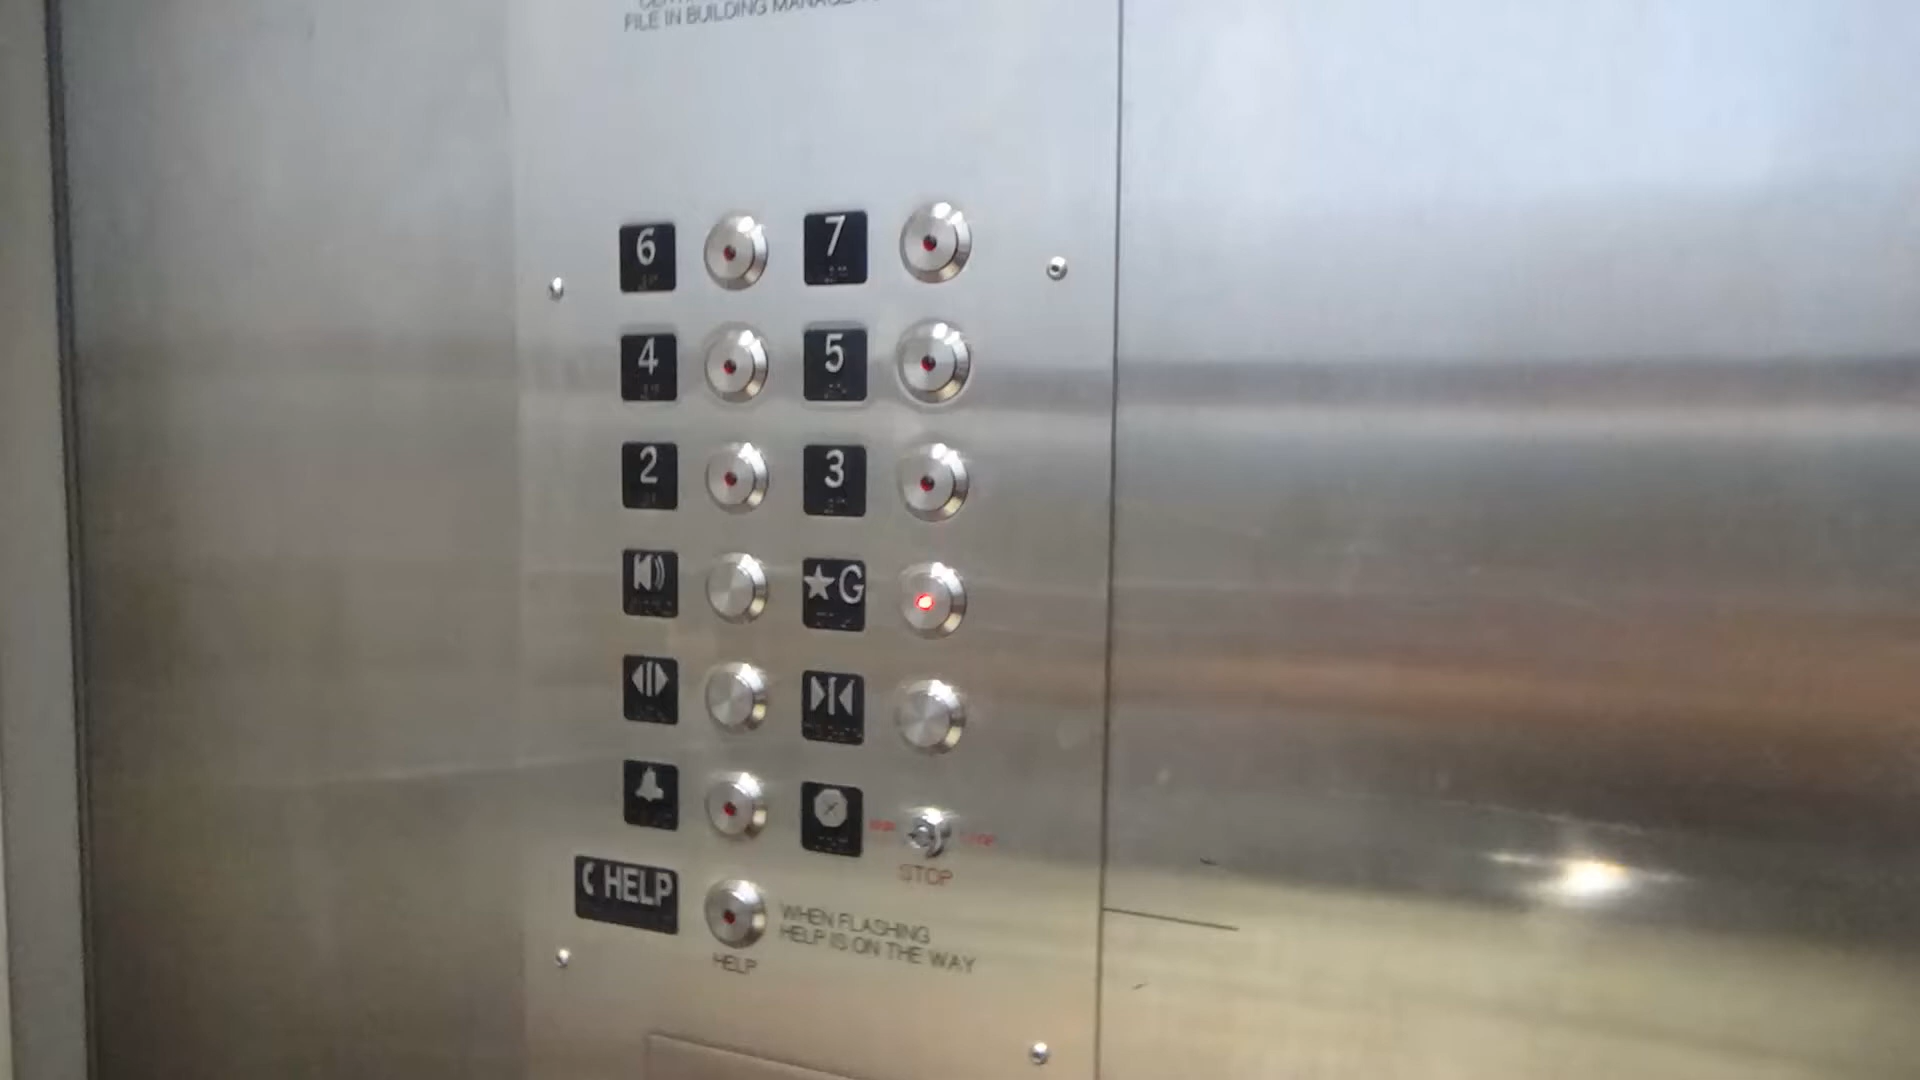 FILE IN BUILDING
6 7
4 5
2 3
★G
HELP
STOP
WHEN FLASHING
HELP IS ON THE WAY
HELP